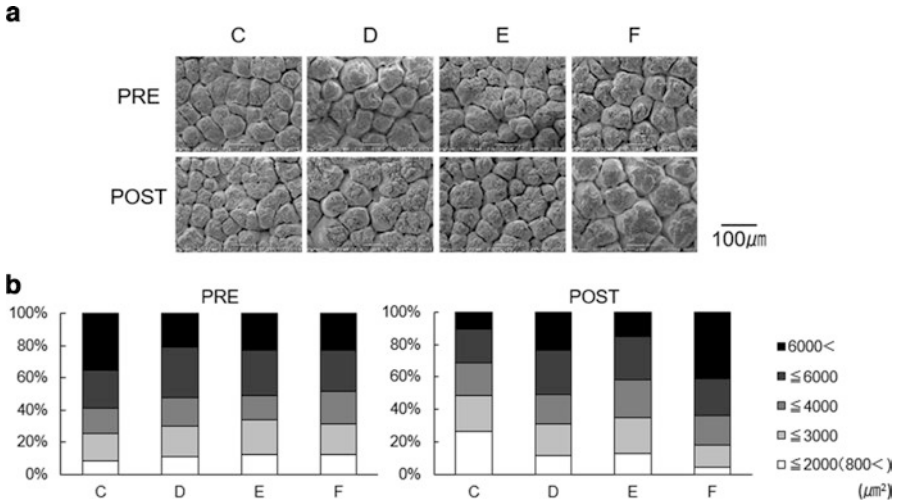 a
C D E F
PRE
POST
100μm
b
PRE
100%
80%
60%
40%
20%
0%
C D E F
POST
100%
80%
60%
40%
20%
0%
C D E F
6000<
≦6000
≦4000
≦3000
≦2000(800<)
(μm²)